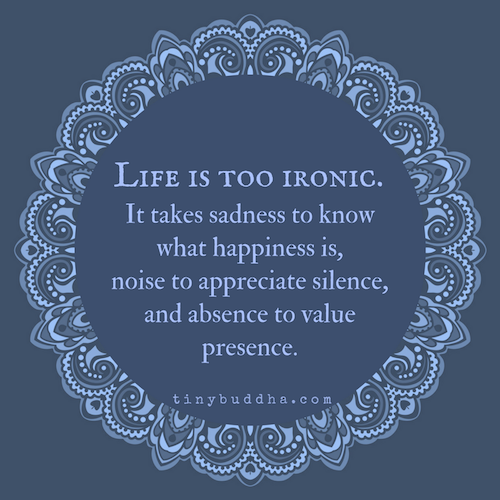 Life is too ironic.
It takes sadness to know
what happiness is,
noise to appreciate silence,
and absence to value
presence.
tinybuddha.com